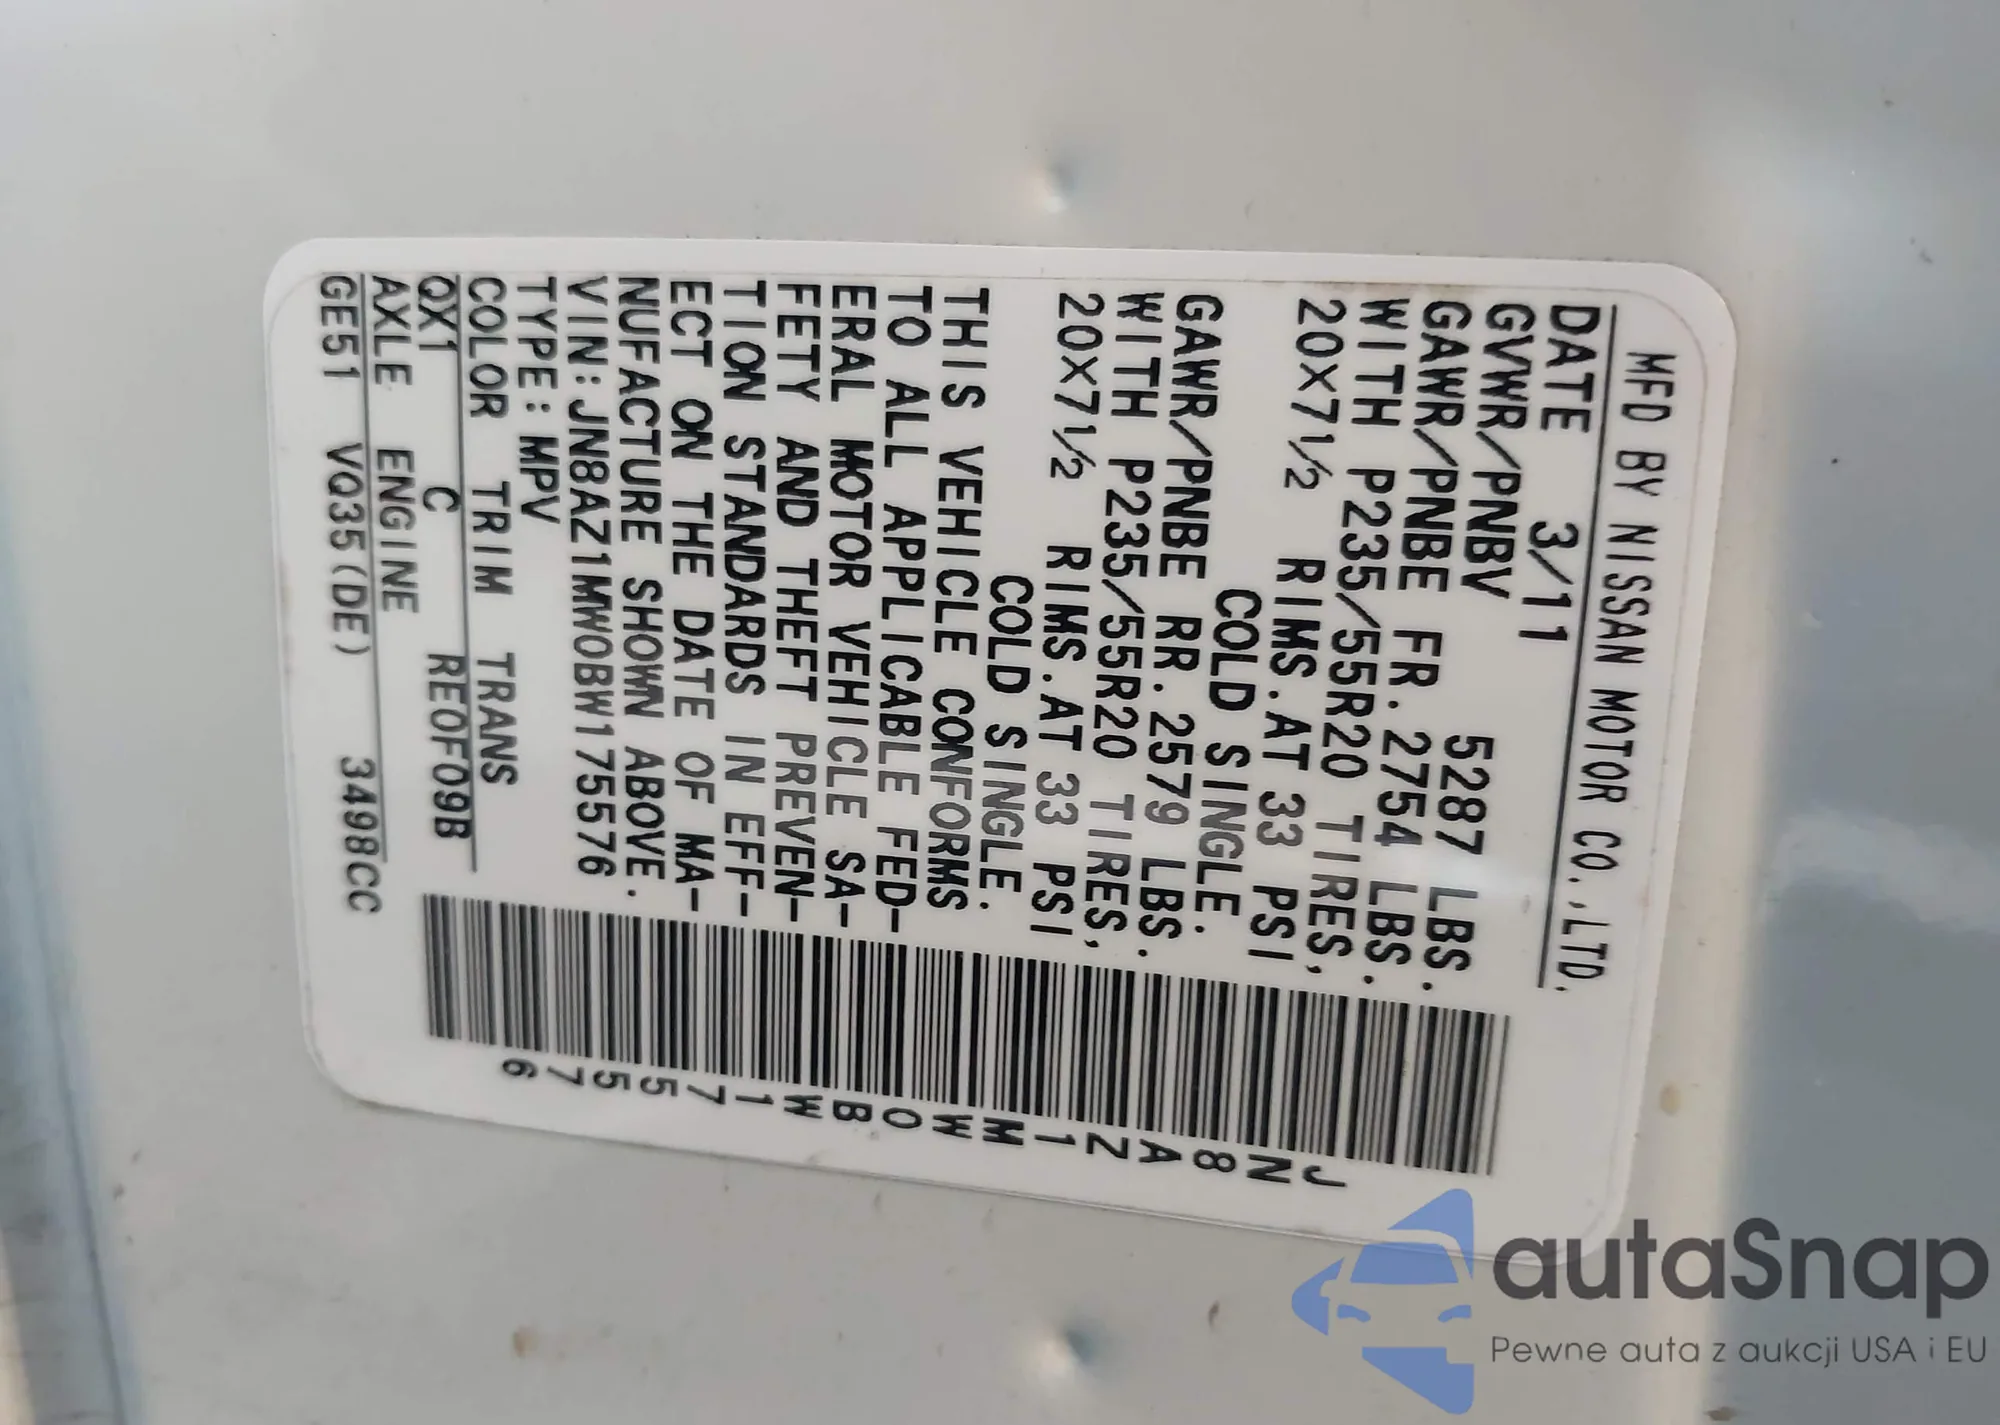 MFD BY NISSAN MOTOR CO.,LTD.
DATE 3/11
GVWR/PNBV 5287 LBS.
GAWR/PNBE FR. 2754 LBS.
WITH P235/55R20 TIRES,
20X7½ RIMS.AT 33 PSI
COLD SINGLE.
GAWR/PNBE RR. 2579 LBS.
WITH P235/55R20 TIRES,
20X7½ RIMS.AT 33 PSI
COLD SINGLE.
THIS VEHICLE CONFORMS
TO ALL APPLICABLE FED-
ERAL MOTOR VEHICLE SA-
FETY AND THEFT PREVEN-
TION STANDARDS IN EFF-
ECT ON THE DATE OF MA-
NUFACTURE SHOWN ABOVE.
VIN:JN8AZ1MW0BW175576
TYPE:MPV
COLOR TRIM TRANS
QX1 C RE0F09B
AXLE ENGINE
GE51 VQ35(DE) 3498CC
JN8AZ1MW0BW175576
autaSnap
Pewne auta z aukcji USA i EU